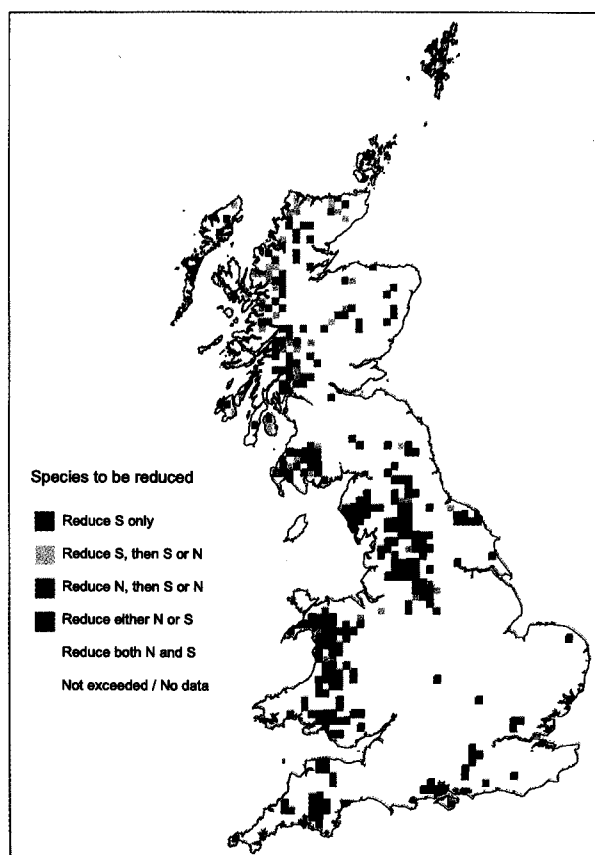 Species to be reduced
Reduce S only
Reduce S, then S or N
Reduce N, then S or N
Reduce either N or S
Reduce both N and S
Not exceeded / No data